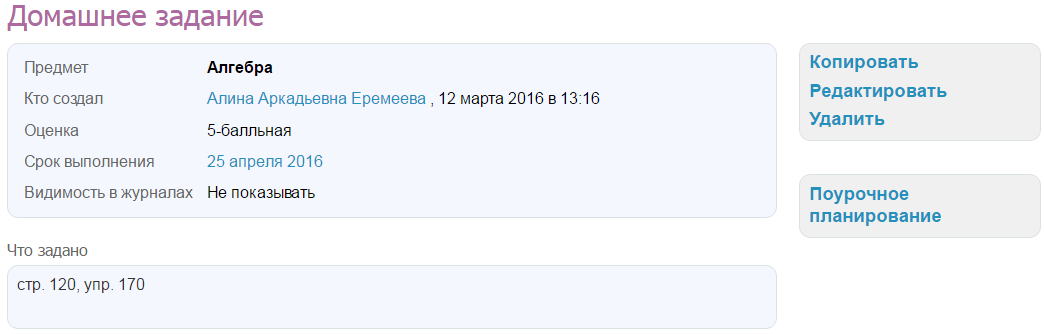 Домашнее задание
Предмет Алгебра
Кто создал Алина Аркадьевна Еремеева , 12 марта 2016 в 13:16
Оценка 5-балльная
Срок выполнения 25 апреля 2016
Видимость в журналах Не показывать
Что задано
стр. 120, упр. 170
Копировать
Редактировать
Удалить
Поурочное
планирование